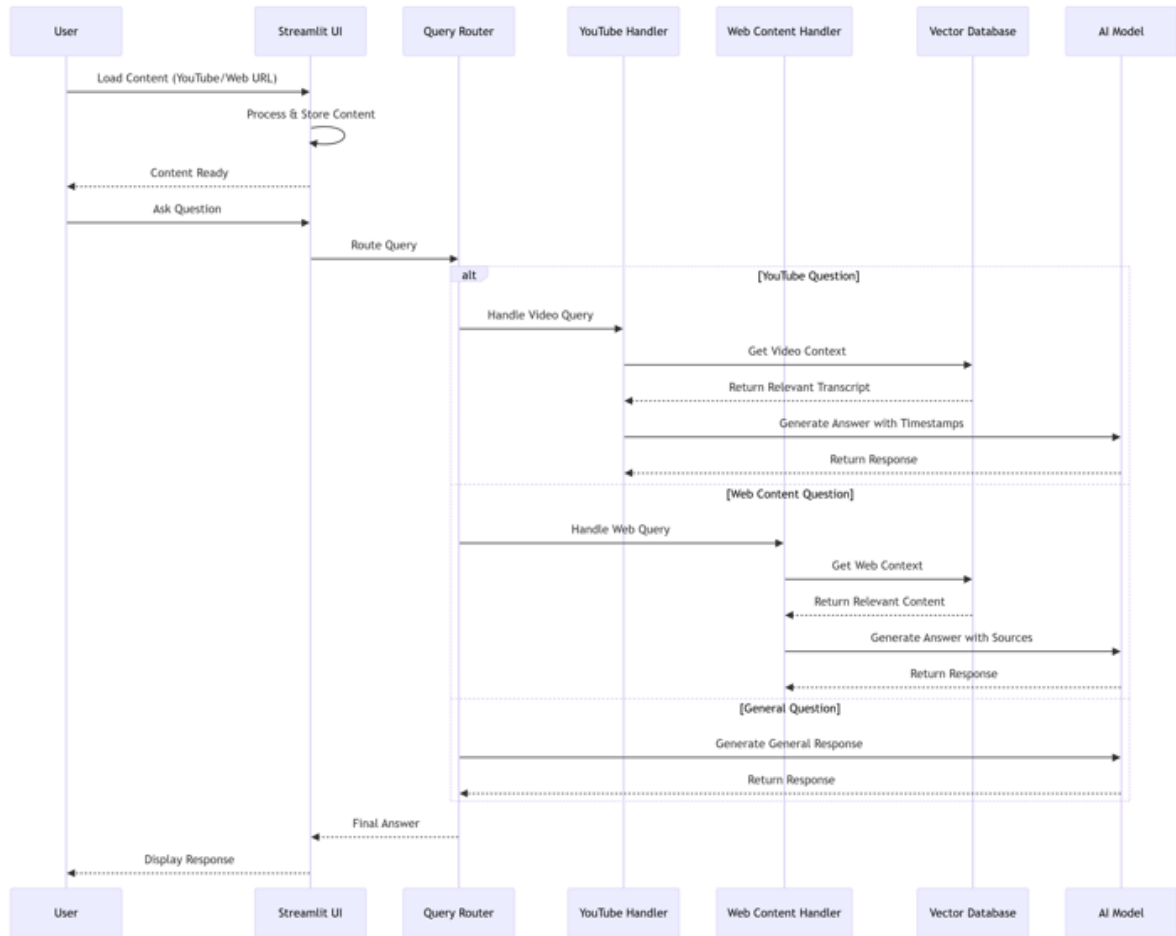 User
Streamlit UI
Query Router
YouTube Handler
Web Content Handler
Vector Database
AI Model
Load Content (YouTube/Web URL)
Process & Store Content
Content Ready
Ask Question
Route Query
alt
[YouTube Question]
Handle Video Query
Get Video Context
Return Relevant Transcript
Generate Answer with Timestamps
Return Response
[Web Content Question]
Handle Web Query
Get Web Context
Return Relevant Content
Generate Answer with Sources
Return Response
[General Question]
Generate General Response
Return Response
Final Answer
Display Response
User
Streamlit UI
Query Router
YouTube Handler
Web Content Handler
Vector Database
AI Model